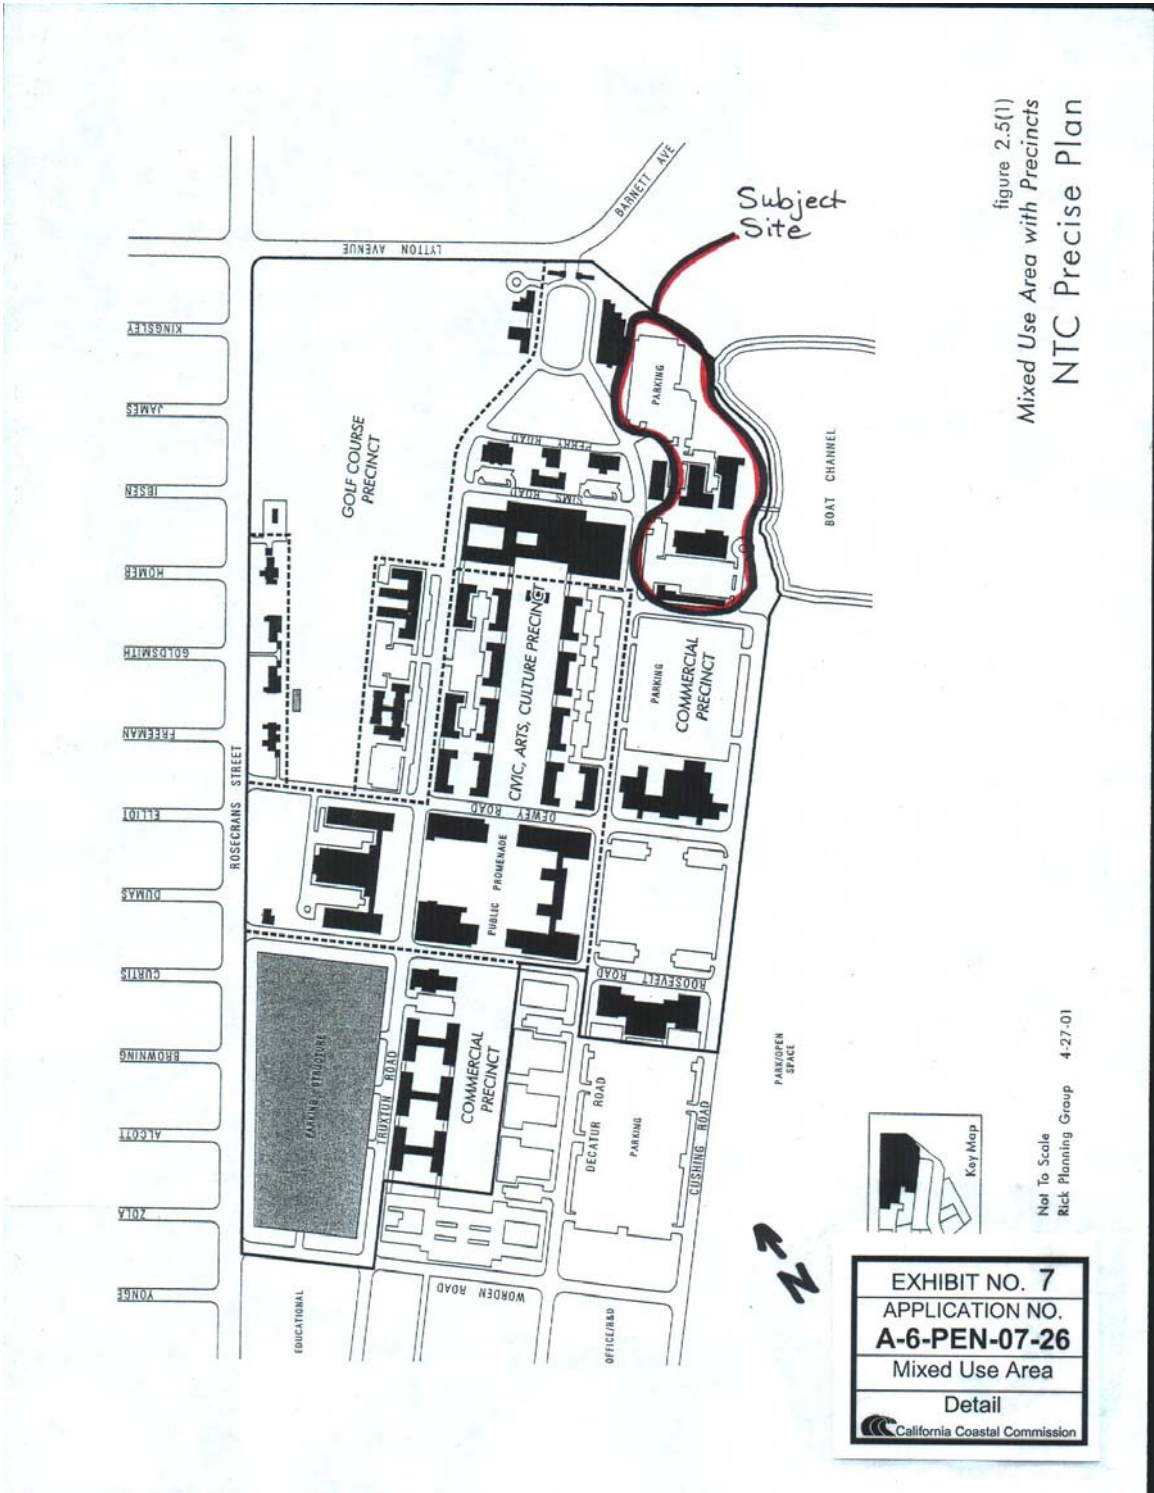 figure 2.5(1)
Mixed Use Area with Precincts
NTC Precise Plan
Subject
Site
BARNETT AVE
LYTTON AVENUE
KINGSLEY
JAMES
IBSEN
HOMER
GOLDSMITH
FREEMAN
ELLIOT
DUMAS
CURTIS
BROWNING
ALCOTT
ZOLA
YONGE
ROSECRANS STREET
GOLF COURSE
PRECINCT
PERRY ROAD
SIMS ROAD
PARKING
BOAT CHANNEL
CIVIC, ARTS, CULTURE PRECINCT
PARKING
COMMERCIAL
PRECINCT
DEWEY ROAD
PUBLIC PROMENADE
ROOSEVELT ROAD
PARKING STRUCTURE
TRUXTUN ROAD
COMMERCIAL
PRECINCT
DECATUR ROAD
PARKING
CUSHING ROAD
PARK/OPEN
SPACE
WORDEN ROAD
EDUCATIONAL
OFFICE/R&D
N
Key Map
Not To Scale
Rick Planning Group 4-27-01
EXHIBIT NO. 7
APPLICATION NO.
A-6-PEN-07-26
Mixed Use Area
Detail
California Coastal Commission